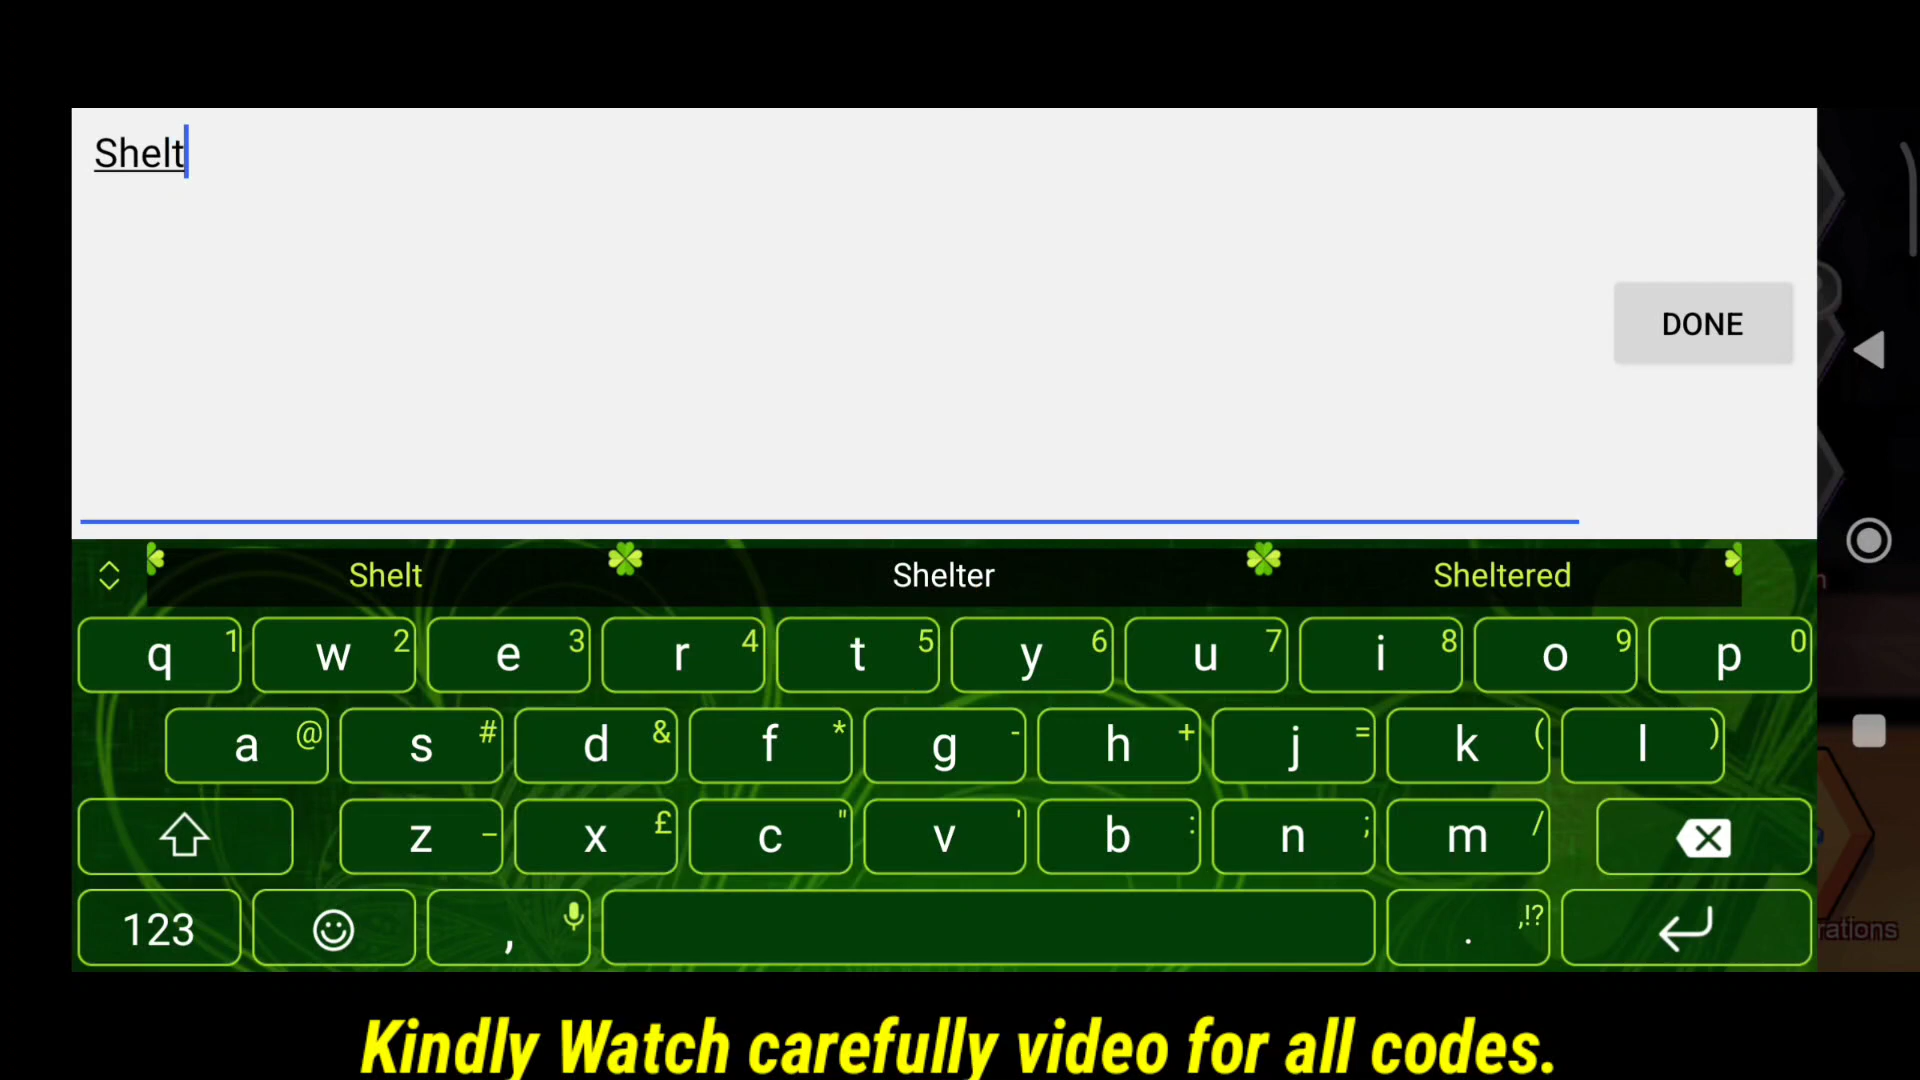 Shelt
DONE
Shelt Shelter Sheltered
q 1 w 2 e 3 r 4 t 5 y 6 u 7 i 8 o 9 p 0
a @ s # d & f * g - h + j = k ( l )
z _ x £ c " v ' b : n ; m /
123 , . ,!?
rations
Kindly Watch carefully video for all codes.